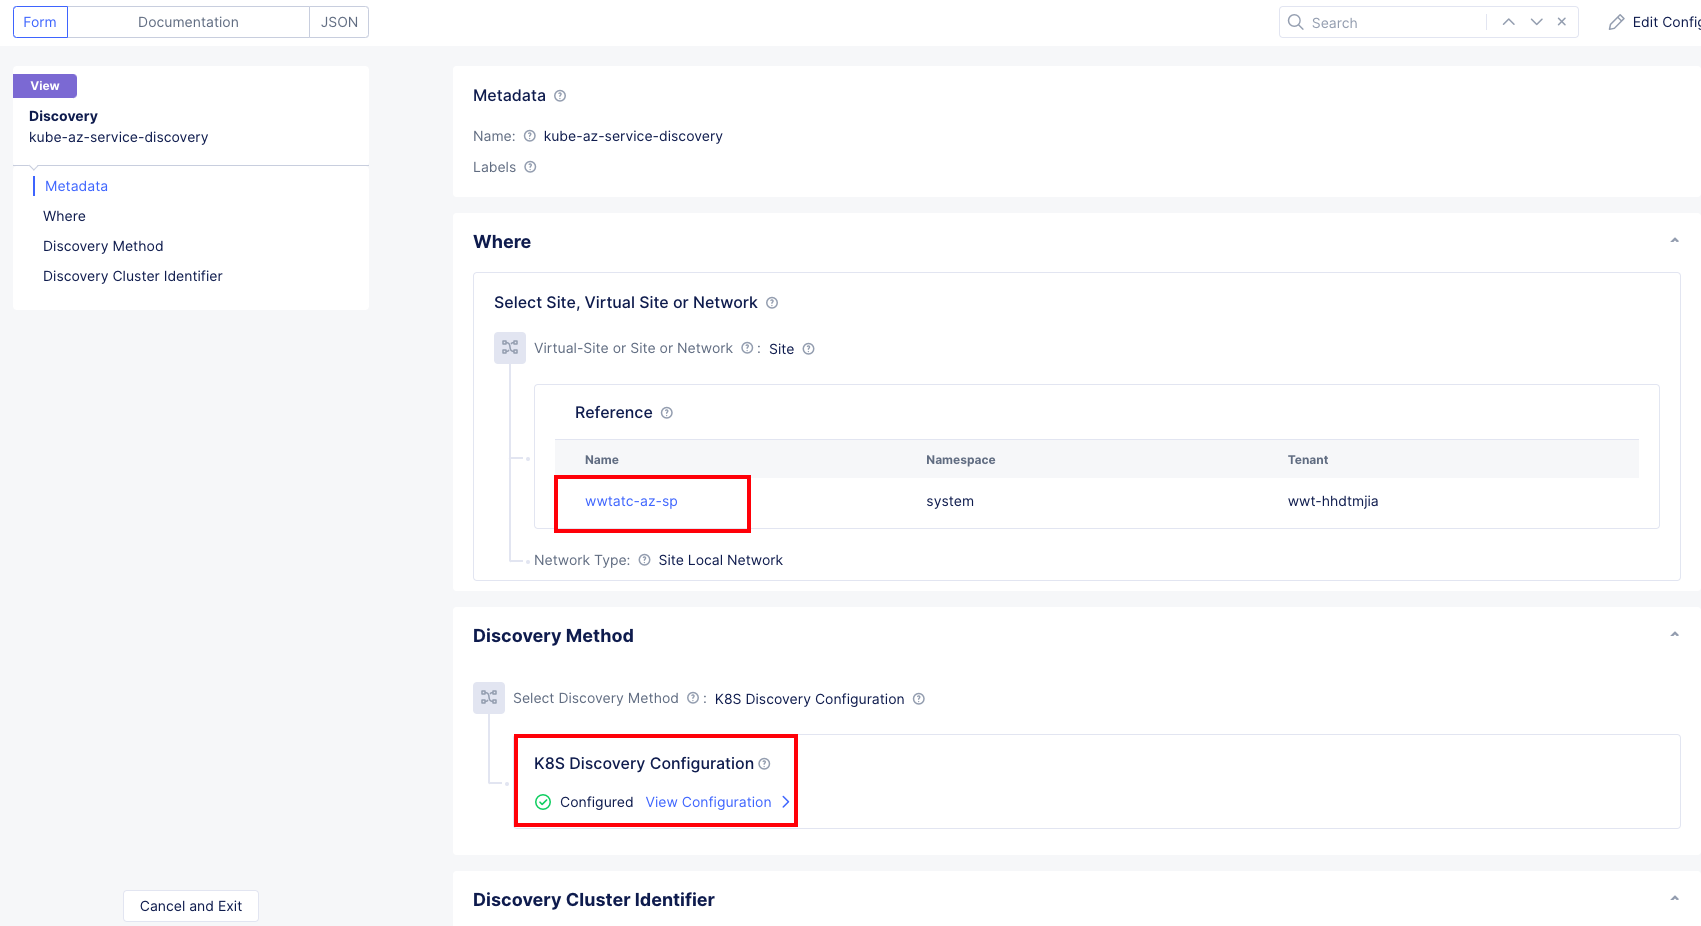 Form Documentation JSON
Search
Edit Config
View
Discovery
kube-az-service-discovery
Metadata
Where
Discovery Method
Discovery Cluster Identifier
Cancel and Exit
Metadata
Name: kube-az-service-discovery
Labels
Where
Select Site, Virtual Site or Network
Virtual-Site or Site or Network : Site
Reference
Name Namespace Tenant
wwtatc-az-sp system wwt-hhdtmjia
Network Type: Site Local Network
Discovery Method
Select Discovery Method : K8S Discovery Configuration
K8S Discovery Configuration
Configured View Configuration
Discovery Cluster Identifier